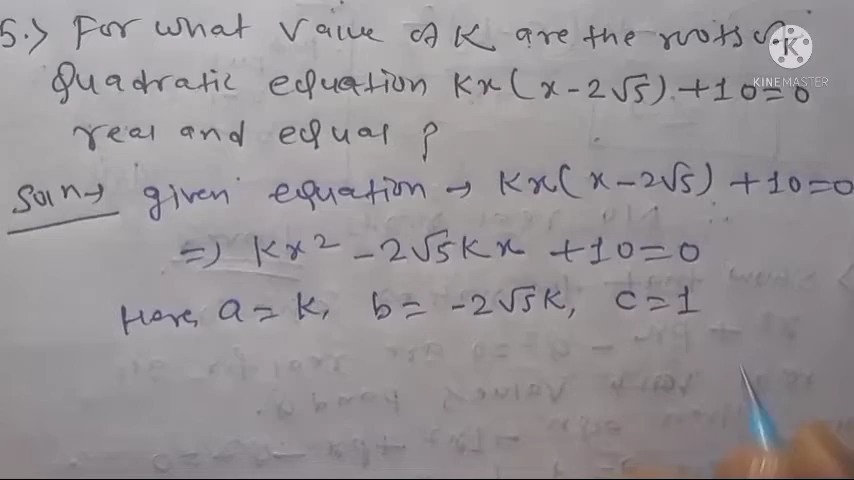 5.> For what value of K are the roots of
Quadratic equation Kx(x-2√5)+10=0
real and equal ?
Soln→ given equation → Kx(x-2√5)+10=0
=> Kx² -2√5Kx +10=0
Here, a=K, b= -2√5K, c=1
K
KINEMASTER